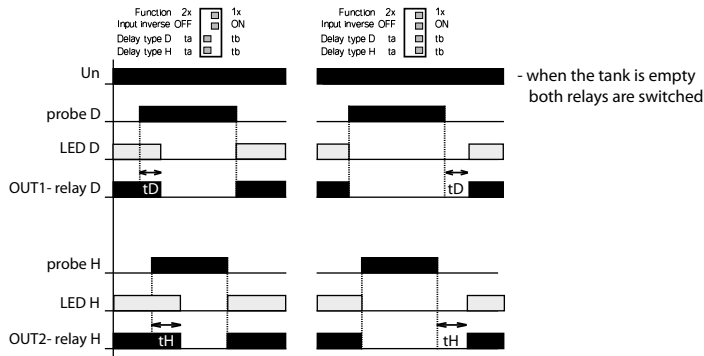 Function 2x 1x
Input inverse OFF ON
Delay type D ta tb
Delay type H ta tb
Function 2x 1x
Input inverse OFF ON
Delay type D ta tb
Delay type H ta tb
Un
- when the tank is empty
both relays are switched
probe D
LED D
OUT1- relay D tD tD
probe H
LED H
OUT2- relay H tH tH